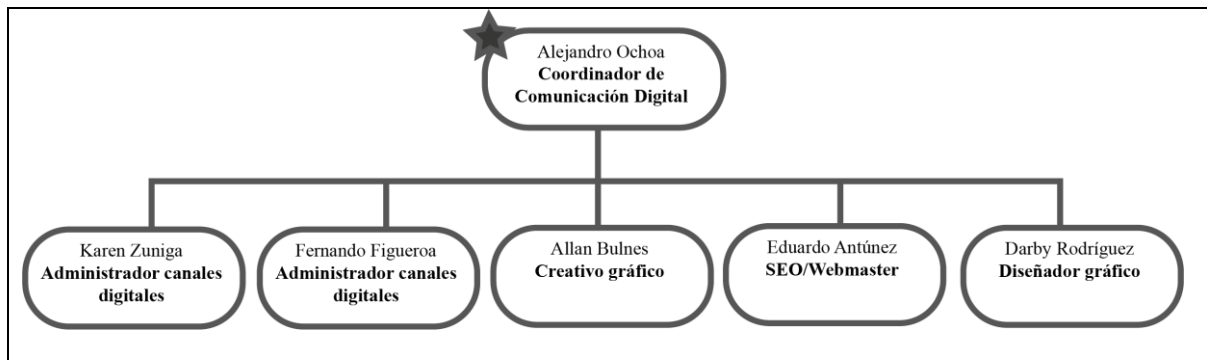 Alejandro Ochoa
Coordinador de
Comunicación Digital
Karen Zuniga
Administrador canales
digitales
Fernando Figueroa
Administrador canales
digitales
Allan Bulnes
Creativo gráfico
Eduardo Antúnez
SEO/Webmaster
Darby Rodríguez
Diseñador gráfico